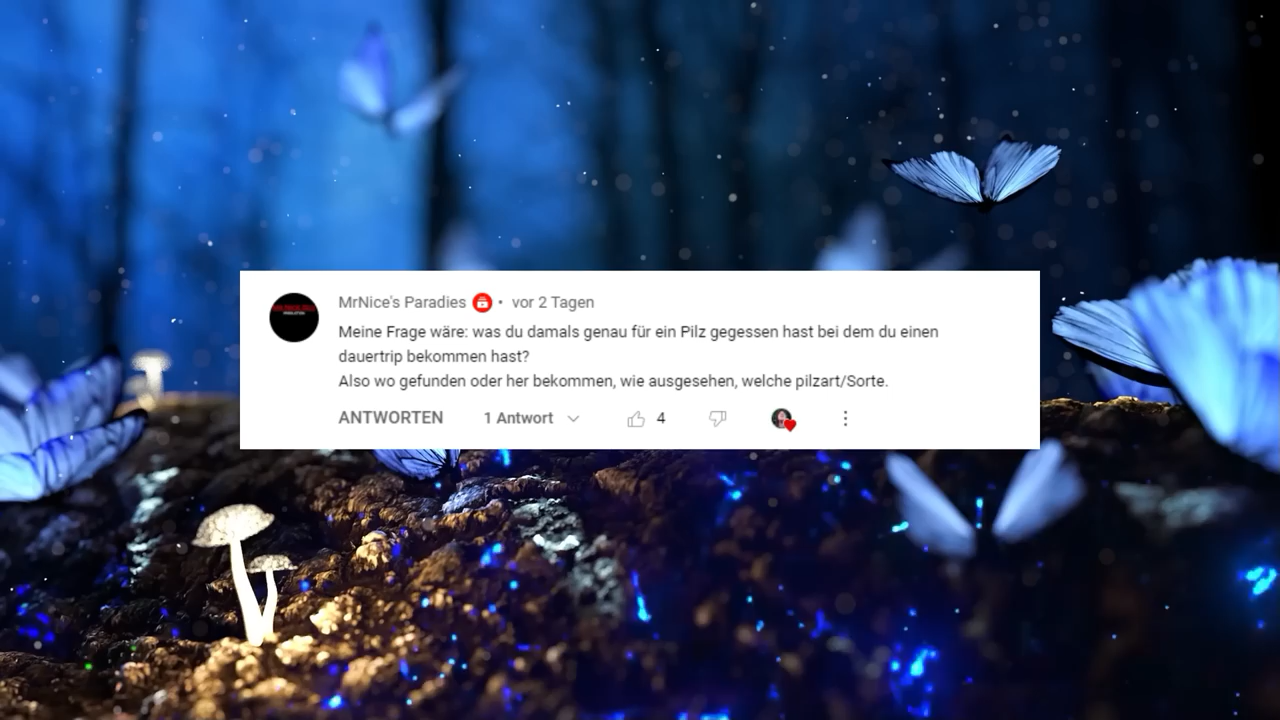 MrNice's Paradies • vor 2 Tagen
Meine Frage wäre: was du damals genau für ein Pilz gegessen hast bei dem du einen
dauertrip bekommen hast?
Also wo gefunden oder her bekommen, wie ausgesehen, welche pilzart/Sorte.
ANTWORTEN 1 Antwort 4